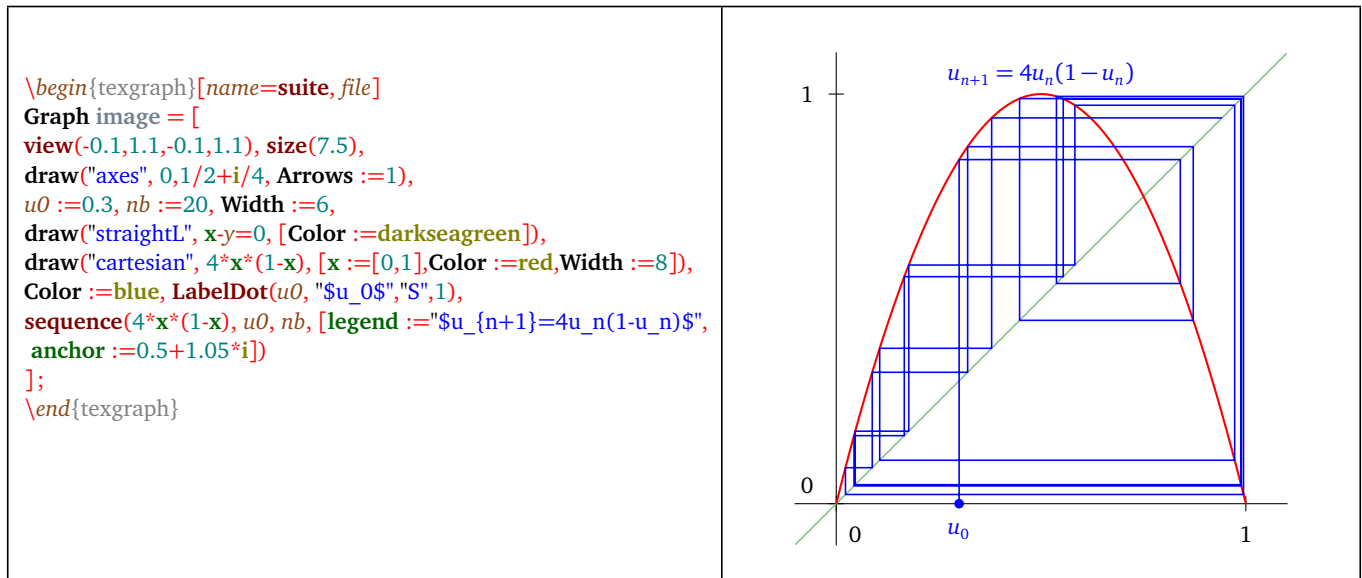 \begin{texgraph}[name=suite, file]
Graph image = [
view(-0.1,1.1,-0.1,1.1), size(7.5),
draw("axes", 0,1/2+i/4, Arrows :=1),
u0 :=0.3, nb :=20, Width :=6,
draw("straightL", x-y=0, [Color :=darkseagreen]),
draw("cartesian", 4*x*(1-x), [x :=[0,1],Color :=red,Width :=8]),
Color :=blue, LabelDot(u0, "$u_0$","S",1),
sequence(4*x*(1-x), u0, nb, [legend :="$u_{n+1}=4u_n(1-u_n)$",
anchor :=0.5+1.05*i])
];
\end{texgraph}
uₙ₊₁ = 4uₙ(1−uₙ)
1
0
0
u₀
1